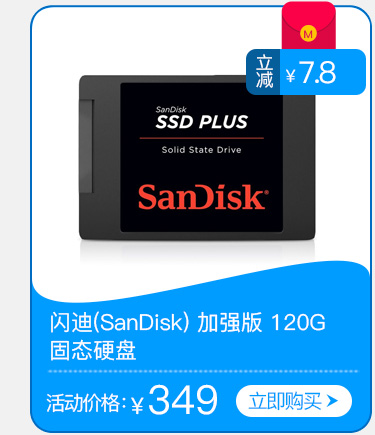 M
立减 ¥7.8
SanDisk
SSD PLUS
Solid State Drive
SanDisk®
闪迪(SanDisk) 加强版 120G
固态硬盘
活动价格:¥349 立即购买